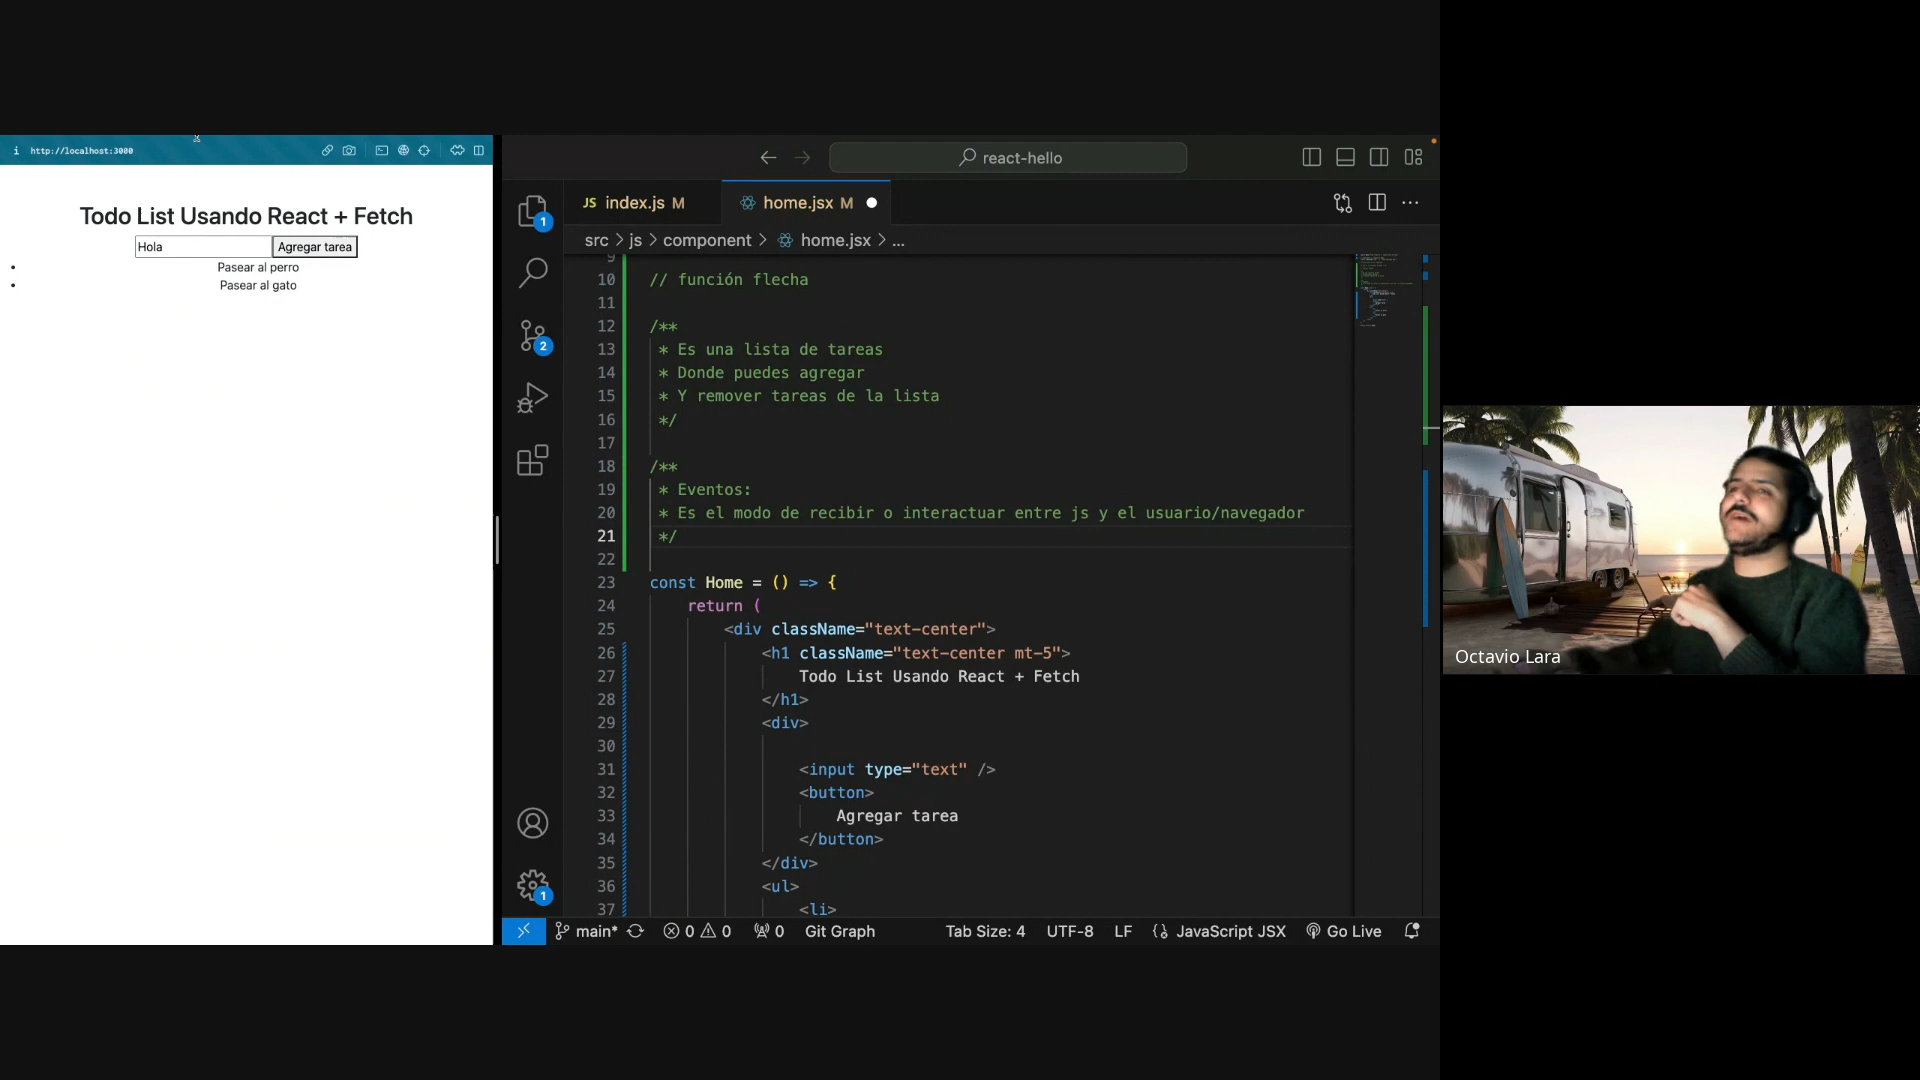 i http://localhost:3000
Todo List Usando React + Fetch
Hola
Agregar tarea
Pasear al perro
Pasear al gato
react-hello
JS index.js M
home.jsx M
src > js > component > home.jsx > ...
9
10 // función flecha
11
12 /**
13 * Es una lista de tareas
14 * Donde puedes agregar
15 * Y remover tareas de la lista
16 */
17
18 /**
19 * Eventos:
20 * Es el modo de recibir o interactuar entre js y el usuario/navegador
21 */
22
23 const Home = () => {
24 return (
25 <div className="text-center">
26 <h1 className="text-center mt-5">
27 Todo List Usando React + Fetch
28 </h1>
29 <div>
30
31 <input type="text" />
32 <button>
33 Agregar tarea
34 </button>
35 </div>
36 <ul>
37 <li>
1
2
1
main* 0 0 0 Git Graph Tab Size: 4 UTF-8 LF JavaScript JSX Go Live
Octavio Lara